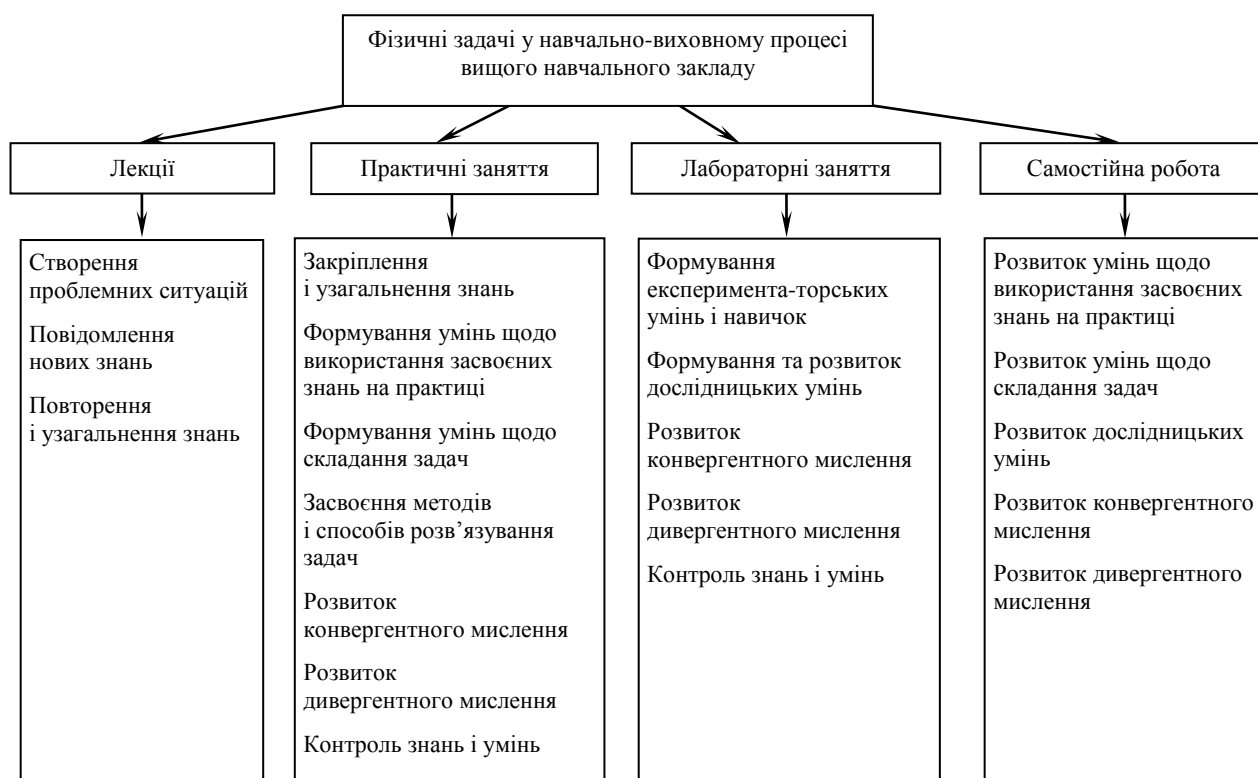 Фізичні задачі у навчально-виховному процесі
вищого навчального закладу
Лекції
Практичні заняття
Лабораторні заняття
Самостійна робота
Створення
проблемних ситуацій
Повідомлення
нових знань
Повторення
і узагальнення знань
Закріплення
і узагальнення знань
Формування умінь щодо
використання засвоєних
знань на практиці
Формування умінь щодо
складання задач
Засвоєння методів
і способів розв’язування
задач
Розвиток
конвергентного мислення
Розвиток
дивергентного мислення
Контроль знань і умінь
Формування
експеримента-торських
умінь і навичок
Формування та розвиток
дослідницьких умінь
Розвиток
конвергентного мислення
Розвиток
дивергентного мислення
Контроль знань і умінь
Розвиток умінь щодо
використання засвоєних
знань на практиці
Розвиток умінь щодо
складання задач
Розвиток дослідницьких
умінь
Розвиток конвергентного
мислення
Розвиток дивергентного
мислення